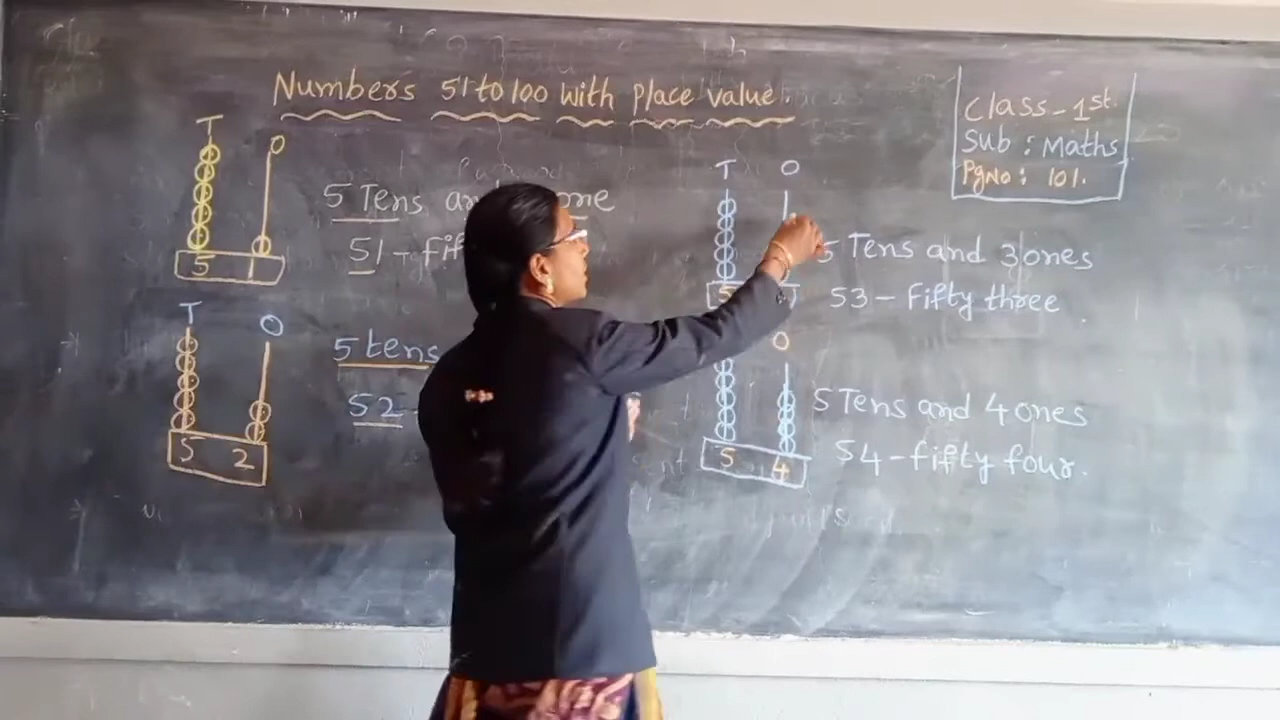 Numbers 51 to 100 with place value.
Class - 1st.
Sub : Maths
Pg No : 101.
T O
5 Tens one
51 - fif
5 1
T O
5 tens
52
5 2
T O
5 Tens and 3 ones
53 - Fifty three
5
O
5 Tens and 4 ones
54 - fifty four.
5 4